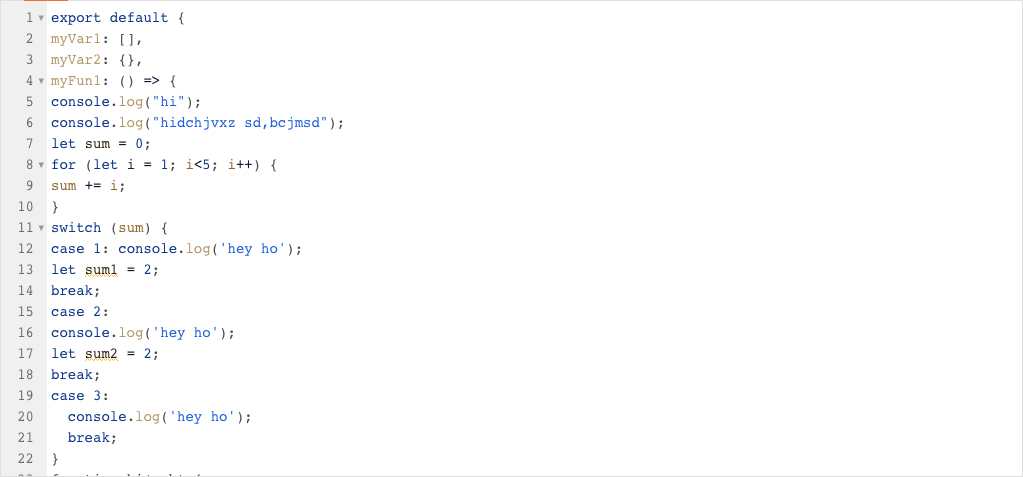 1 export default {
2 myVar1: [],
3 myVar2: {},
4 myFun1: () => {
5 console.log("hi");
6 console.log("hidchjvxz sd,bcjmsd");
7 let sum = 0;
8 for (let i = 1; i<5; i++) {
9 sum += i;
10 }
11 switch (sum) {
12 case 1: console.log('hey ho');
13 let sum1 = 2;
14 break;
15 case 2:
16 console.log('hey ho');
17 let sum2 = 2;
18 break;
19 case 3:
20   console.log('hey ho');
21   break;
22 }